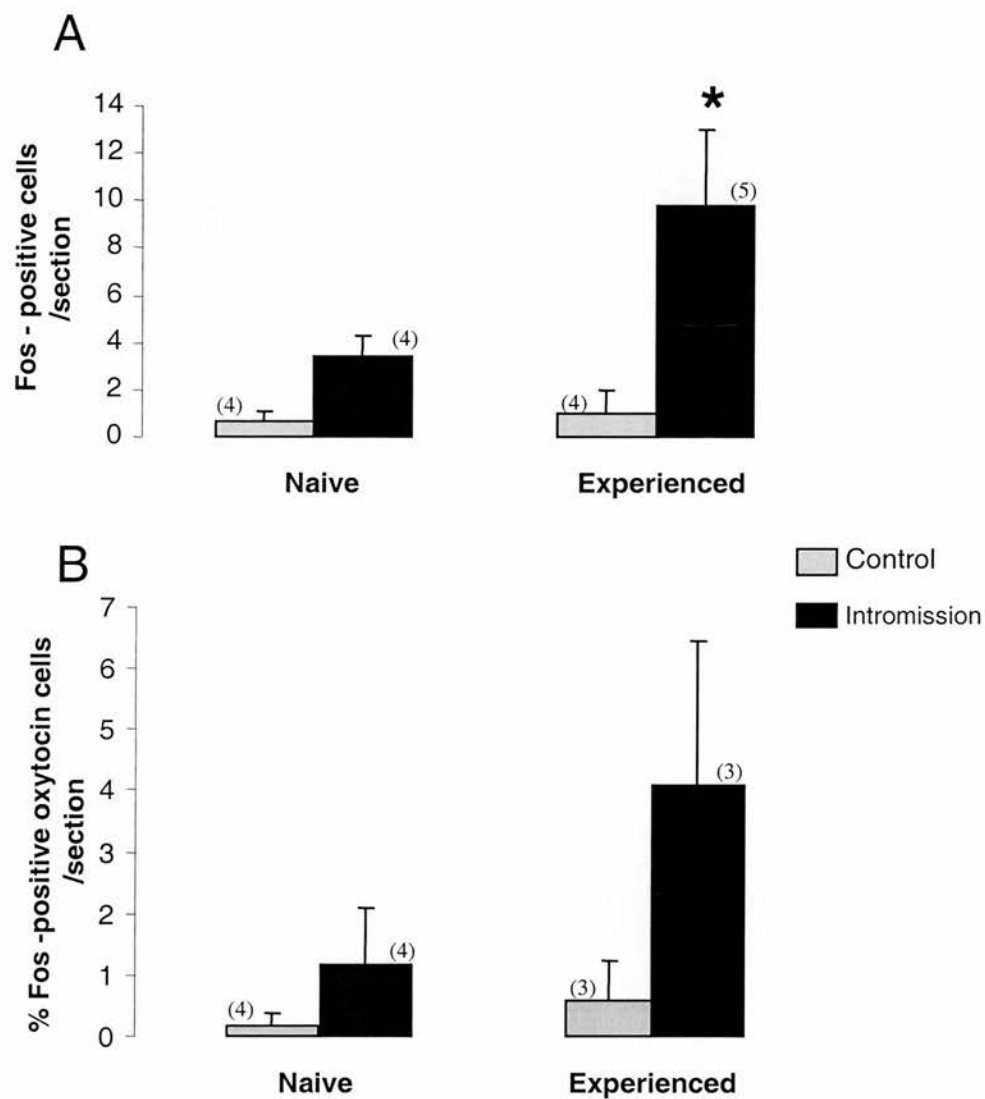 A
Fos - positive cells
/section
14
12
10
8
6
4
2
0
(4)
(4)
(4)
*
(5)
Naive
Experienced
B
Control
Intromission
% Fos -positive oxytocin cells
/section
7
6
5
4
3
2
1
0
(4)
(4)
(3)
(3)
Naive
Experienced